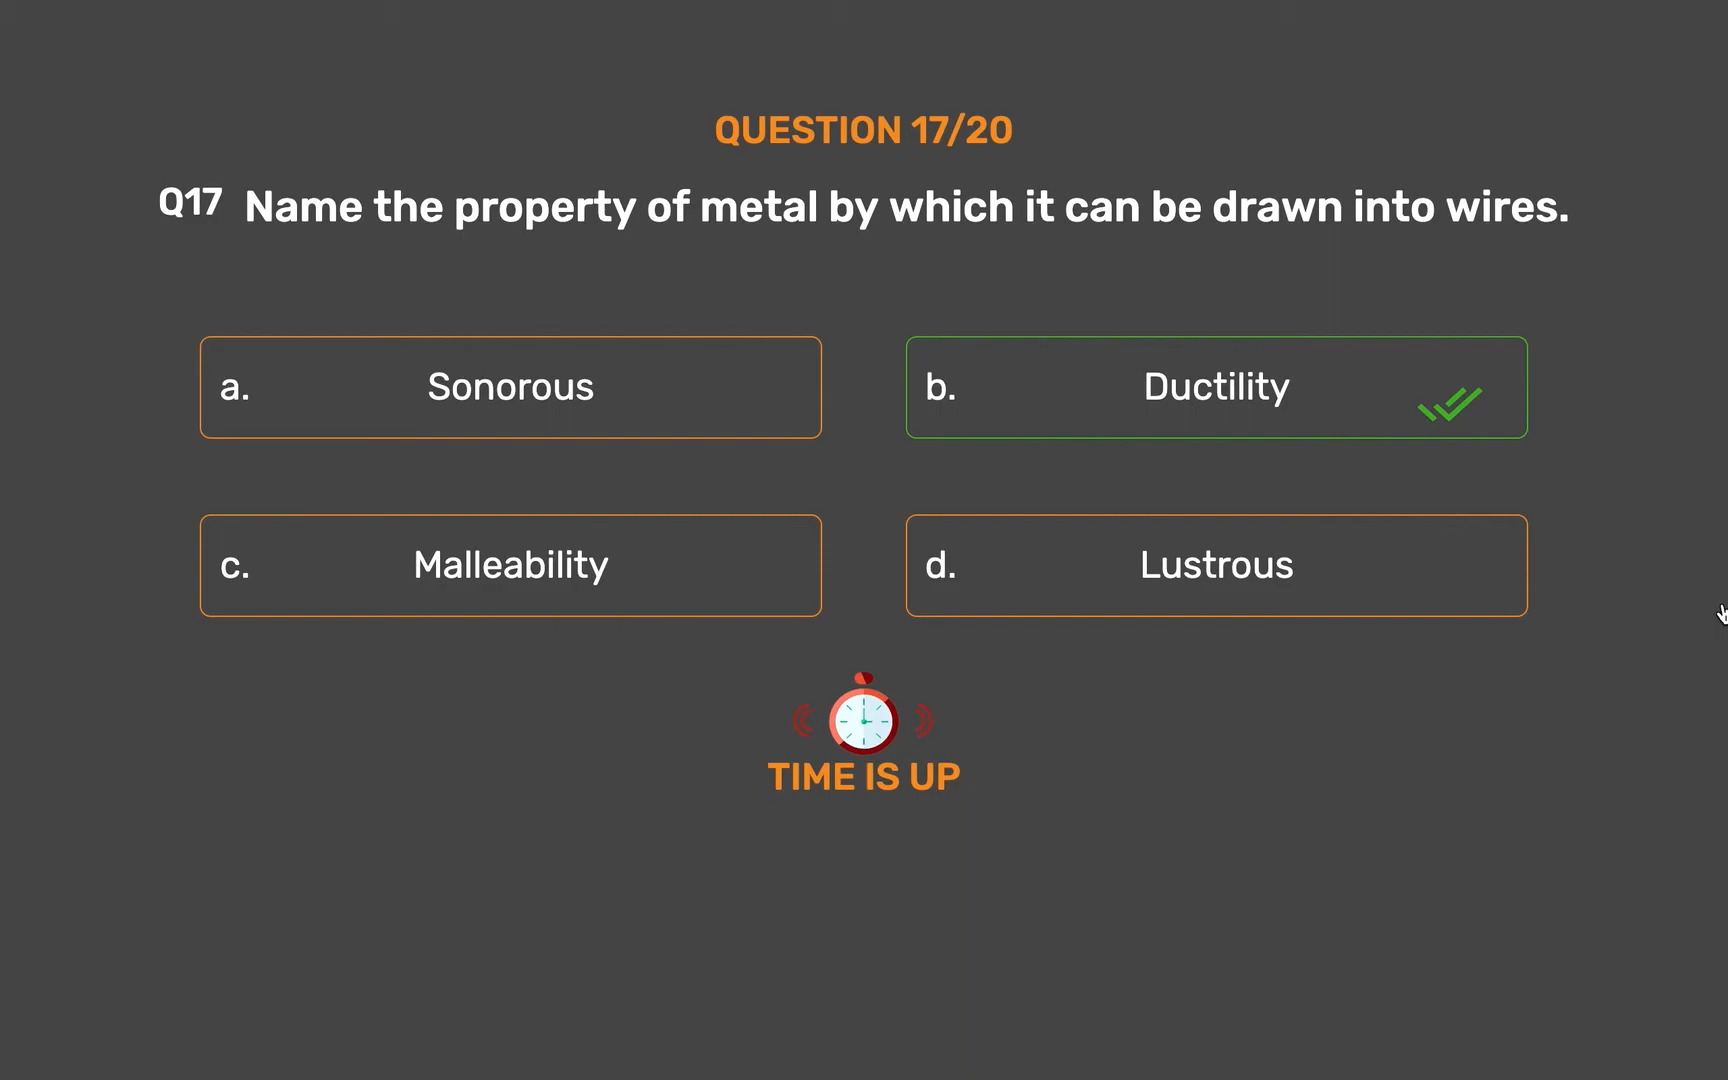 QUESTION 17/20
Q17 Name the property of metal by which it can be drawn into wires.
a. Sonorous
b. Ductility
c. Malleability
d. Lustrous
TIME IS UP